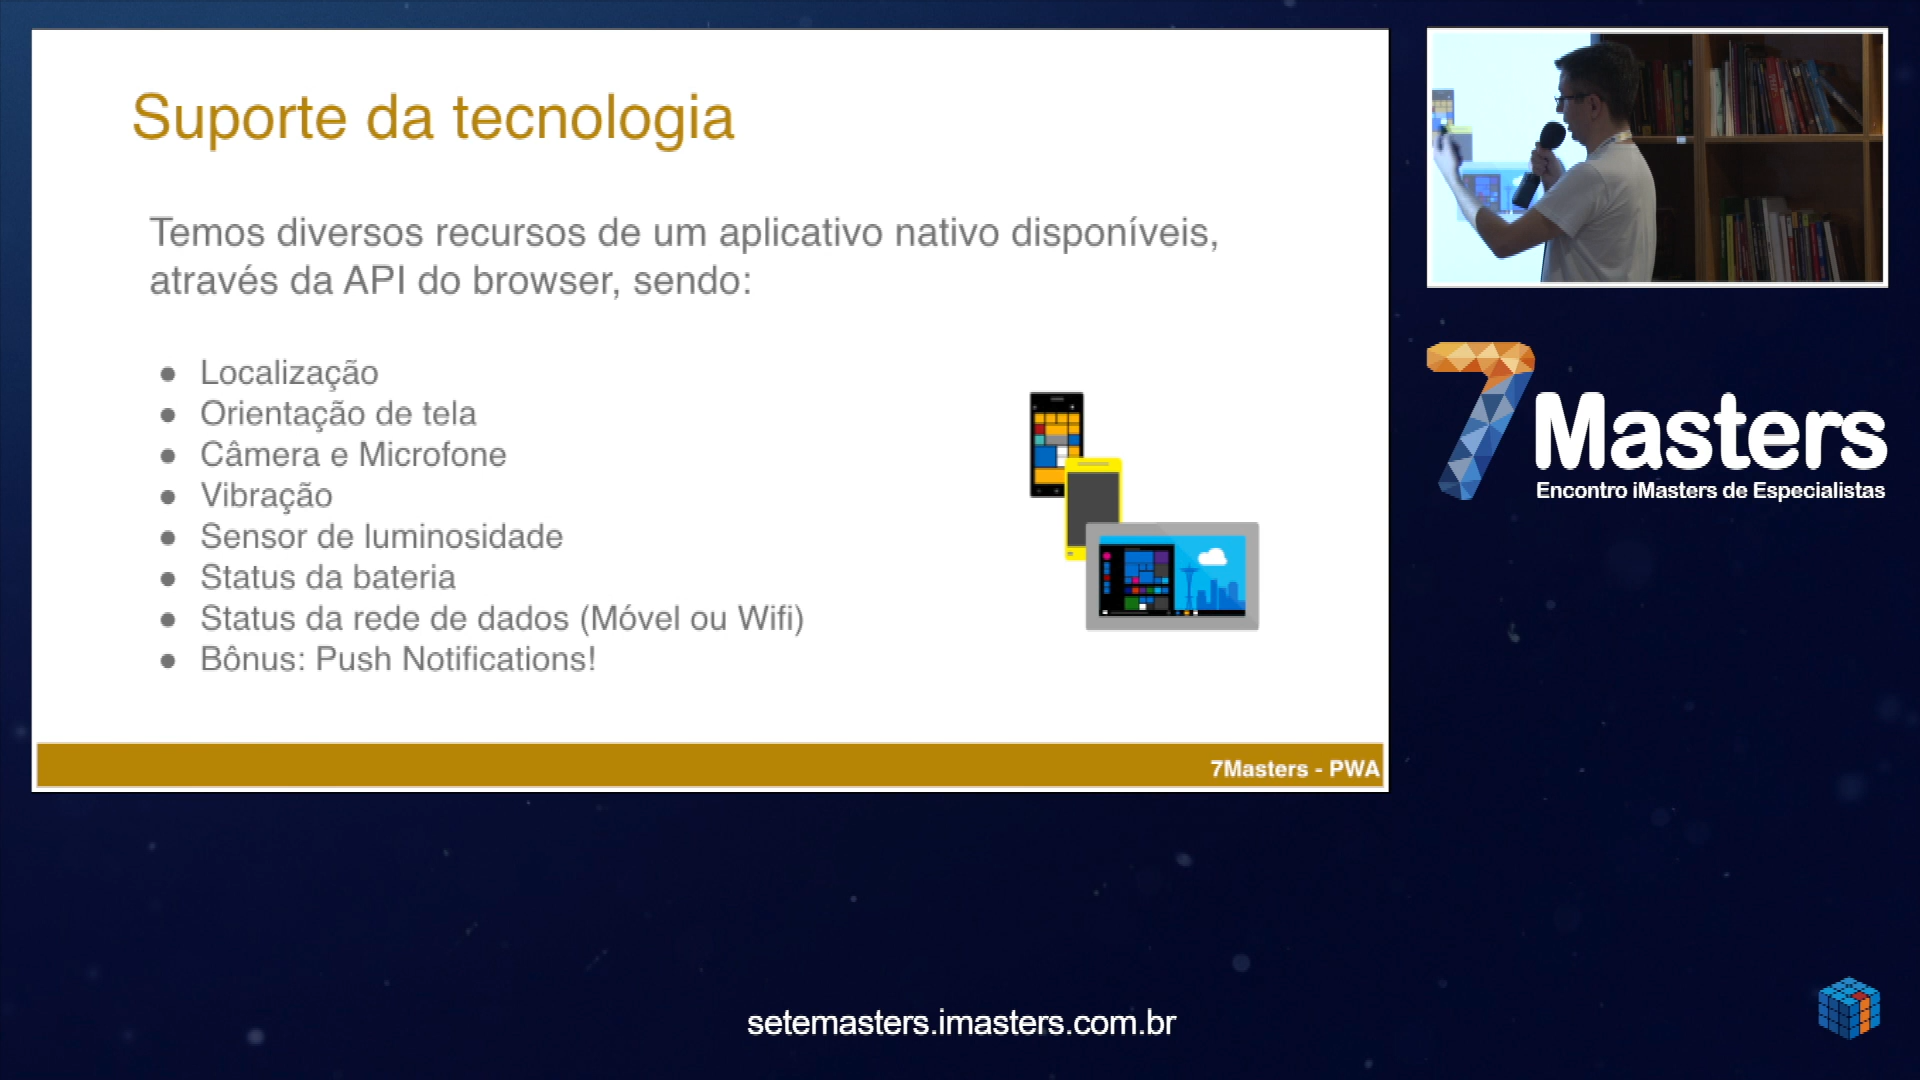 Suporte da tecnologia
Temos diversos recursos de um aplicativo nativo disponíveis,
através da API do browser, sendo:
● Localização
● Orientação de tela
● Câmera e Microfone
● Vibração
● Sensor de luminosidade
● Status da bateria
● Status da rede de dados (Móvel ou Wifi)
● Bônus: Push Notifications!
7Masters - PWA
7Masters
Encontro iMasters de Especialistas
setemasters.imasters.com.br